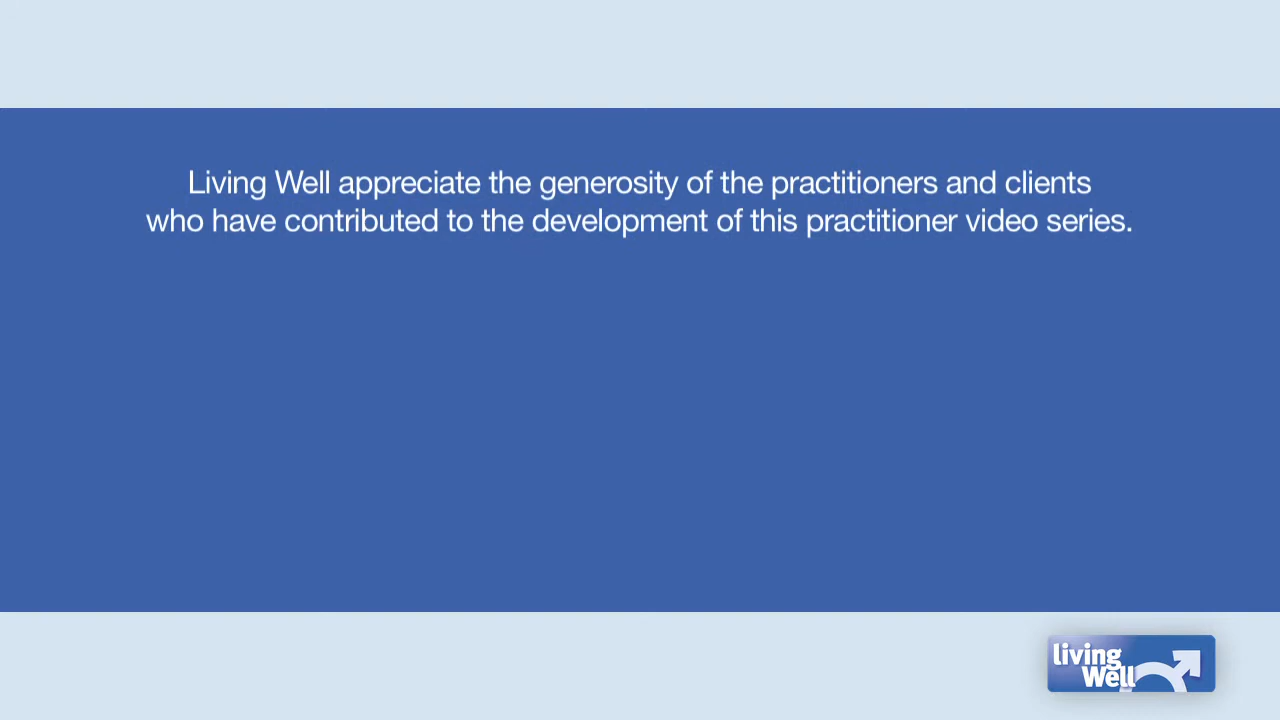 Living Well appreciate the generosity of the practitioners and clients
who have contributed to the development of this practitioner video series.
living
Well